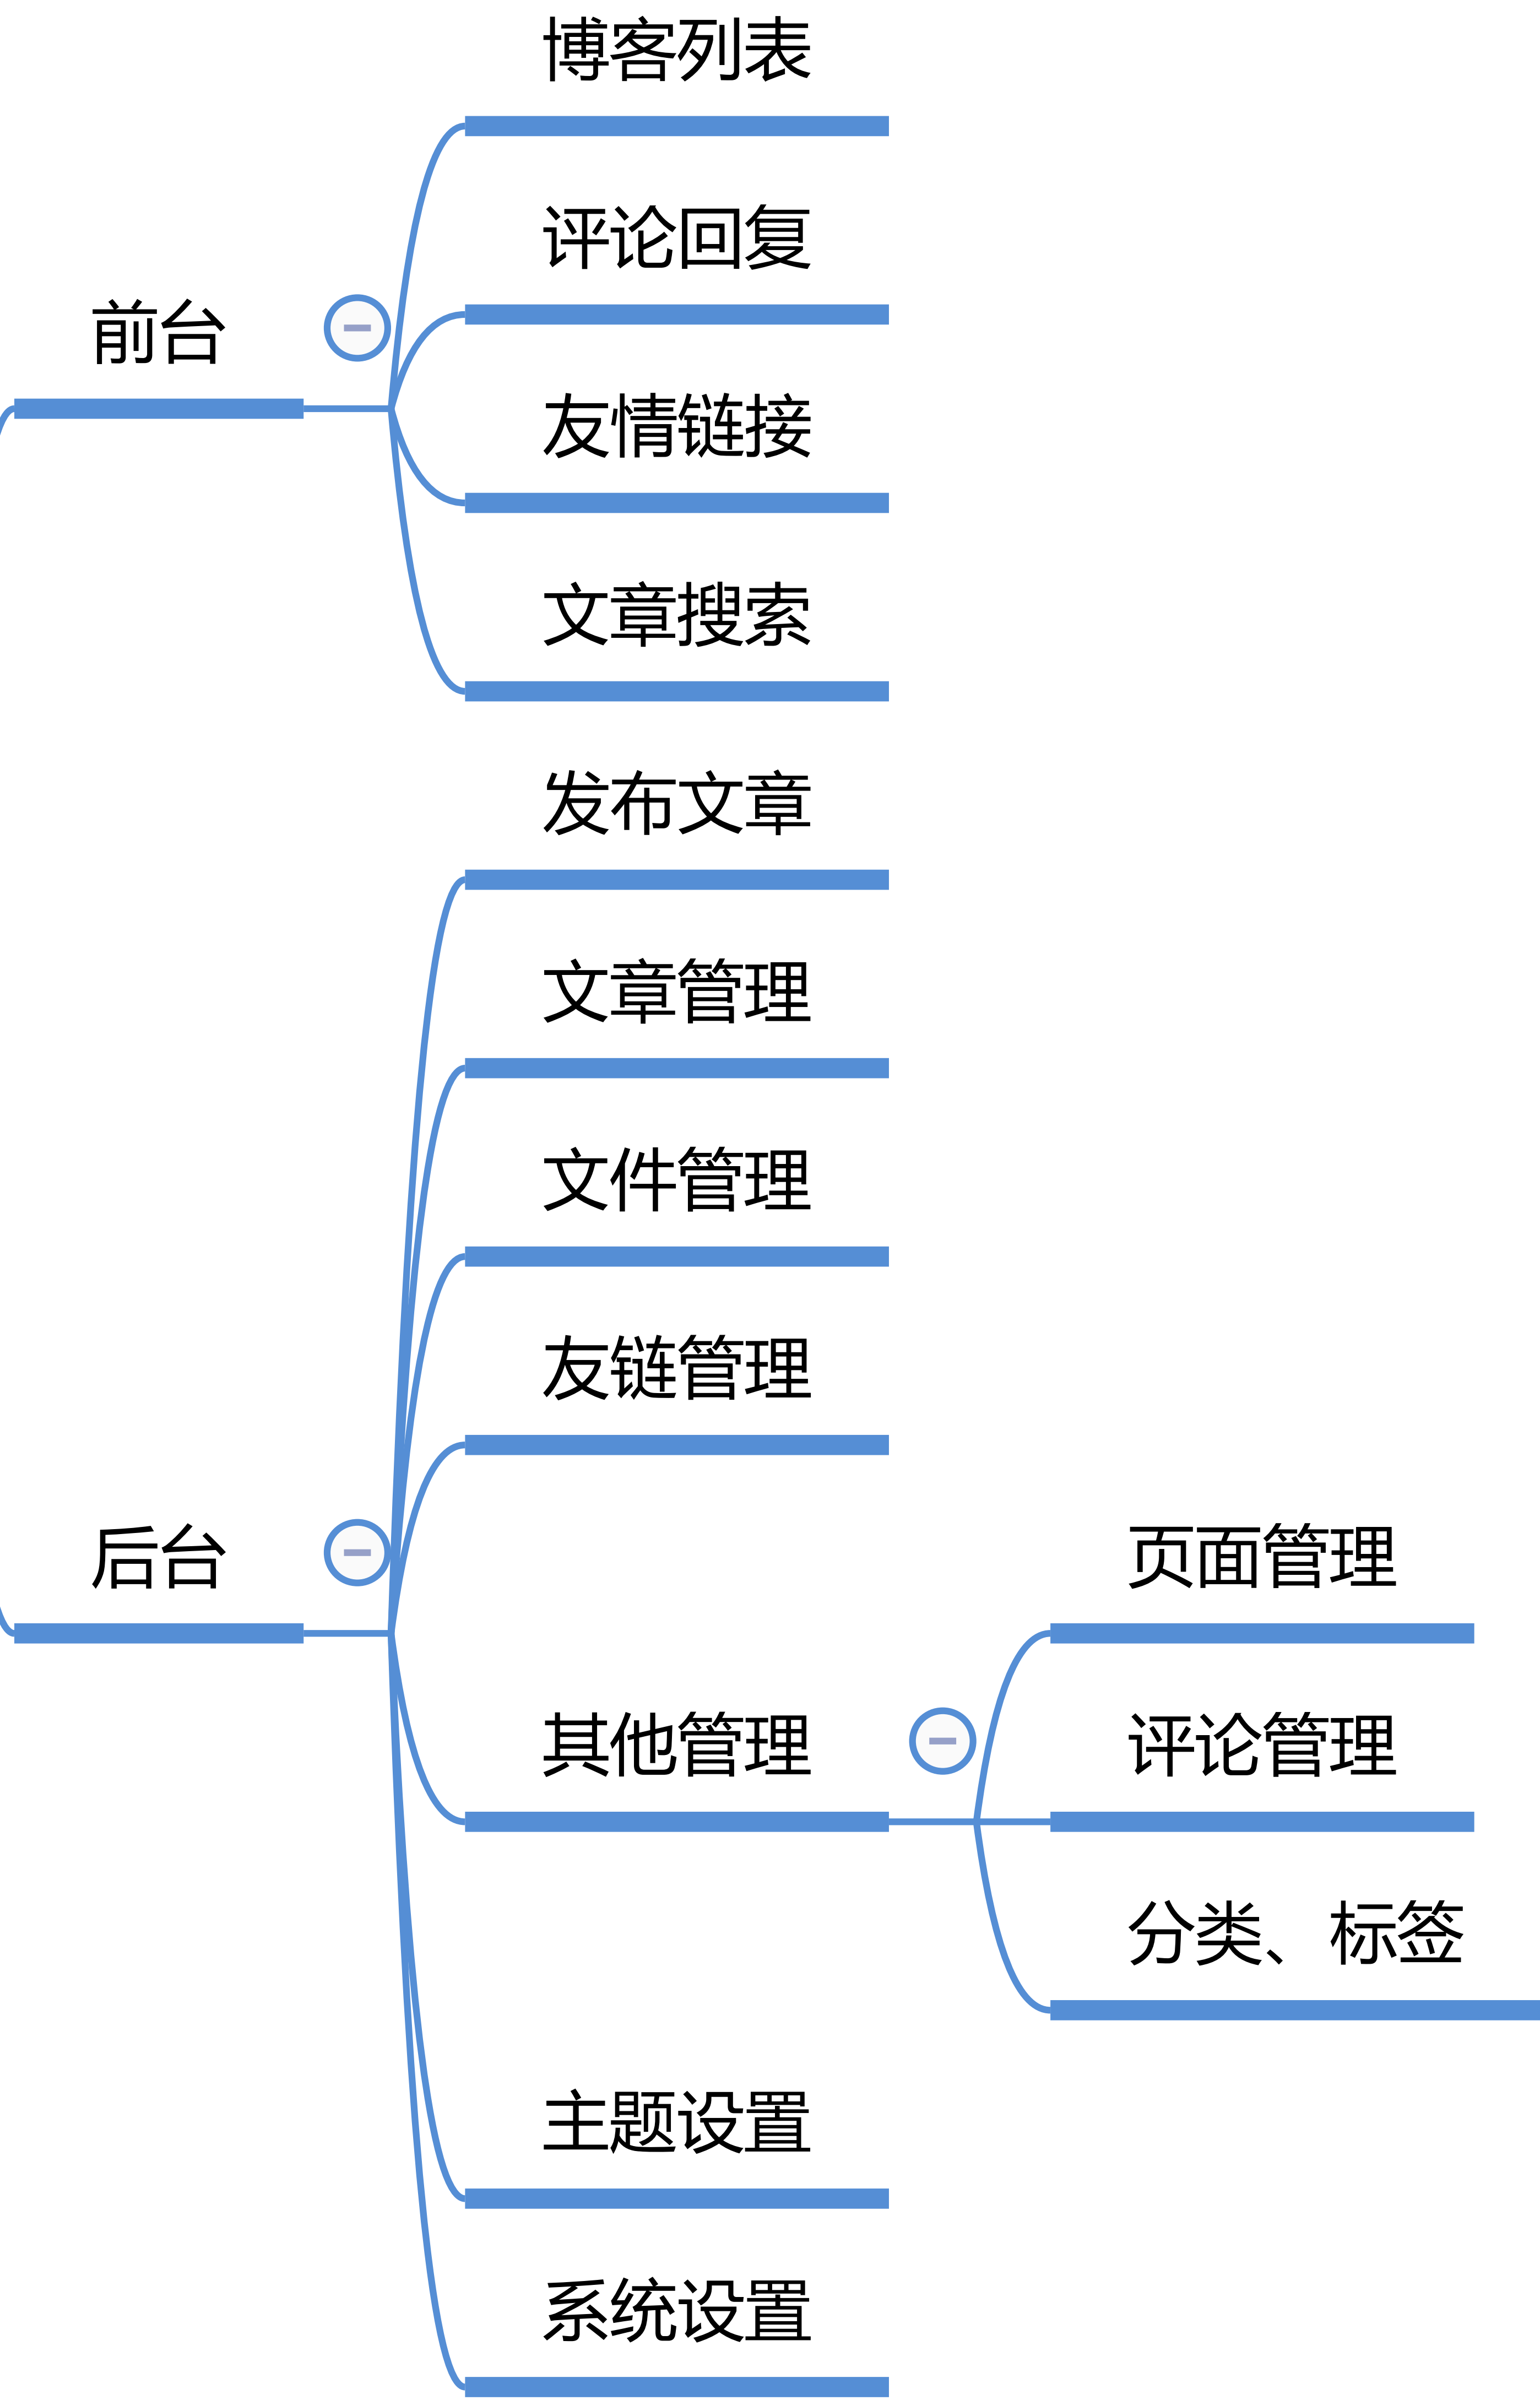 博客列表
评论回复
前台
友情链接
文章搜索
发布文章
文章管理
文件管理
友链管理
后台
页面管理
其他管理
评论管理
分类、标签
主题设置
系统设置